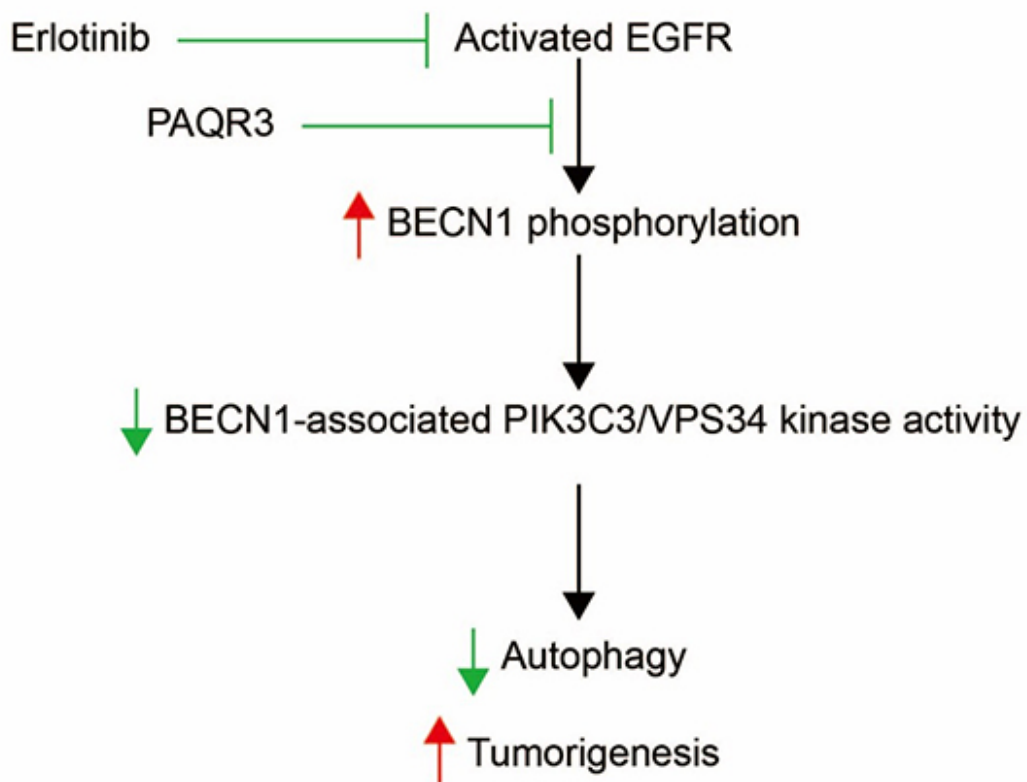 Erlotinib Activated EGFR
PAQR3
BECN1 phosphorylation
BECN1-associated PIK3C3/VPS34 kinase activity
Autophagy
Tumorigenesis